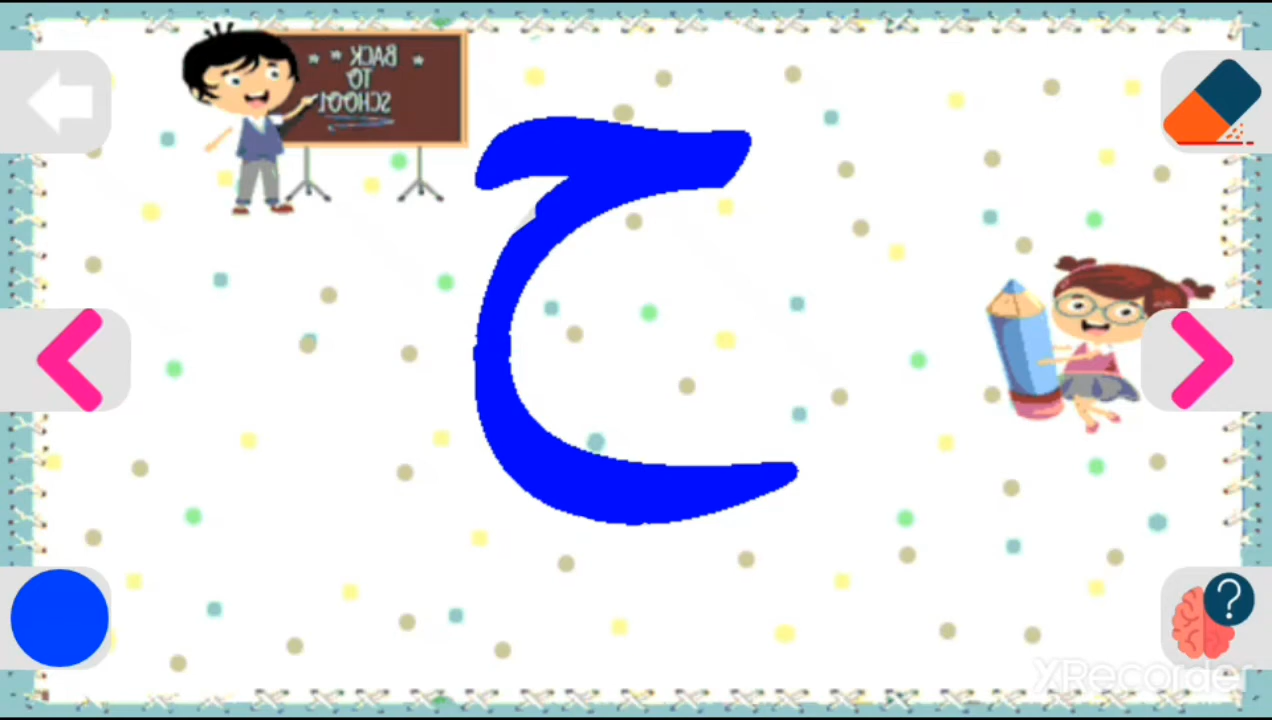 * BACK *
TO
SCHOOL
ح
?
XRecorder